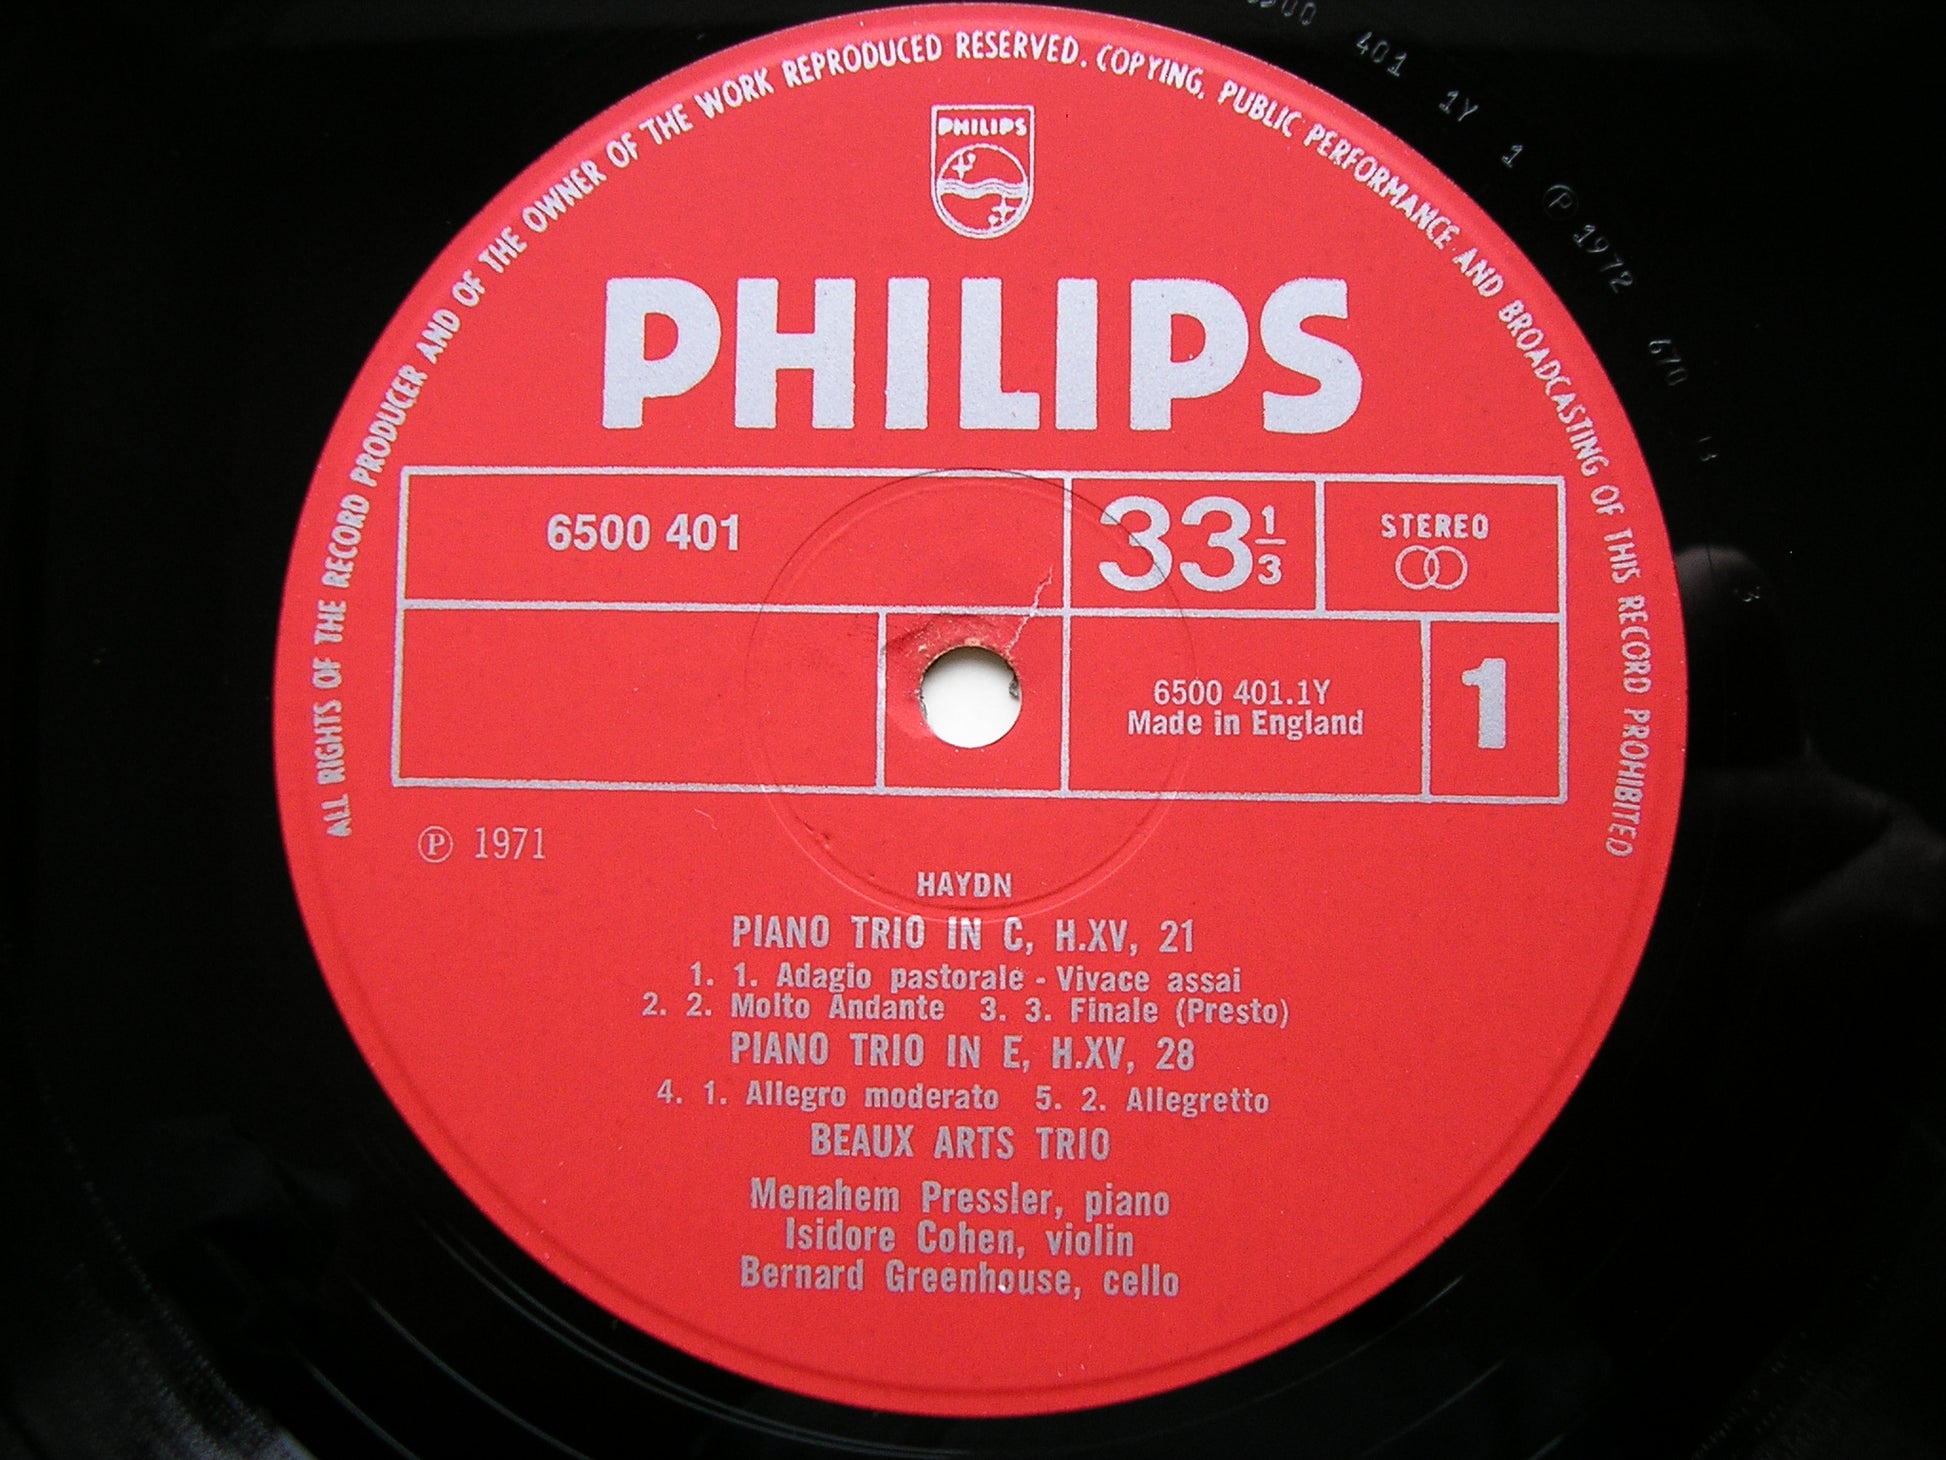 ALL RIGHTS OF THE RECORD PRODUCER AND OF THE OWNER OF THE WORK REPRODUCED RESERVED. COPYING, PUBLIC PERFORMANCE AND BROADCASTING OF THIS RECORD PROHIBITED
PHILIPS
PHILIPS
6500 401
33 1/3
STEREO
6500 401.1Y
Made in England
1
Ⓟ 1971
HAYDN
PIANO TRIO IN C, H.XV, 21
1. 1. Adagio pastorale - Vivace assai
2. 2. Molto Andante 3. 3. Finale (Presto)
PIANO TRIO IN E, H.XV, 28
4. 1. Allegro moderato 5. 2. Allegretto
BEAUX ARTS TRIO
Menahem Pressler, piano
Isidore Cohen, violin
Bernard Greenhouse, cello
401 1Y 1 Ⓟ 1972 670